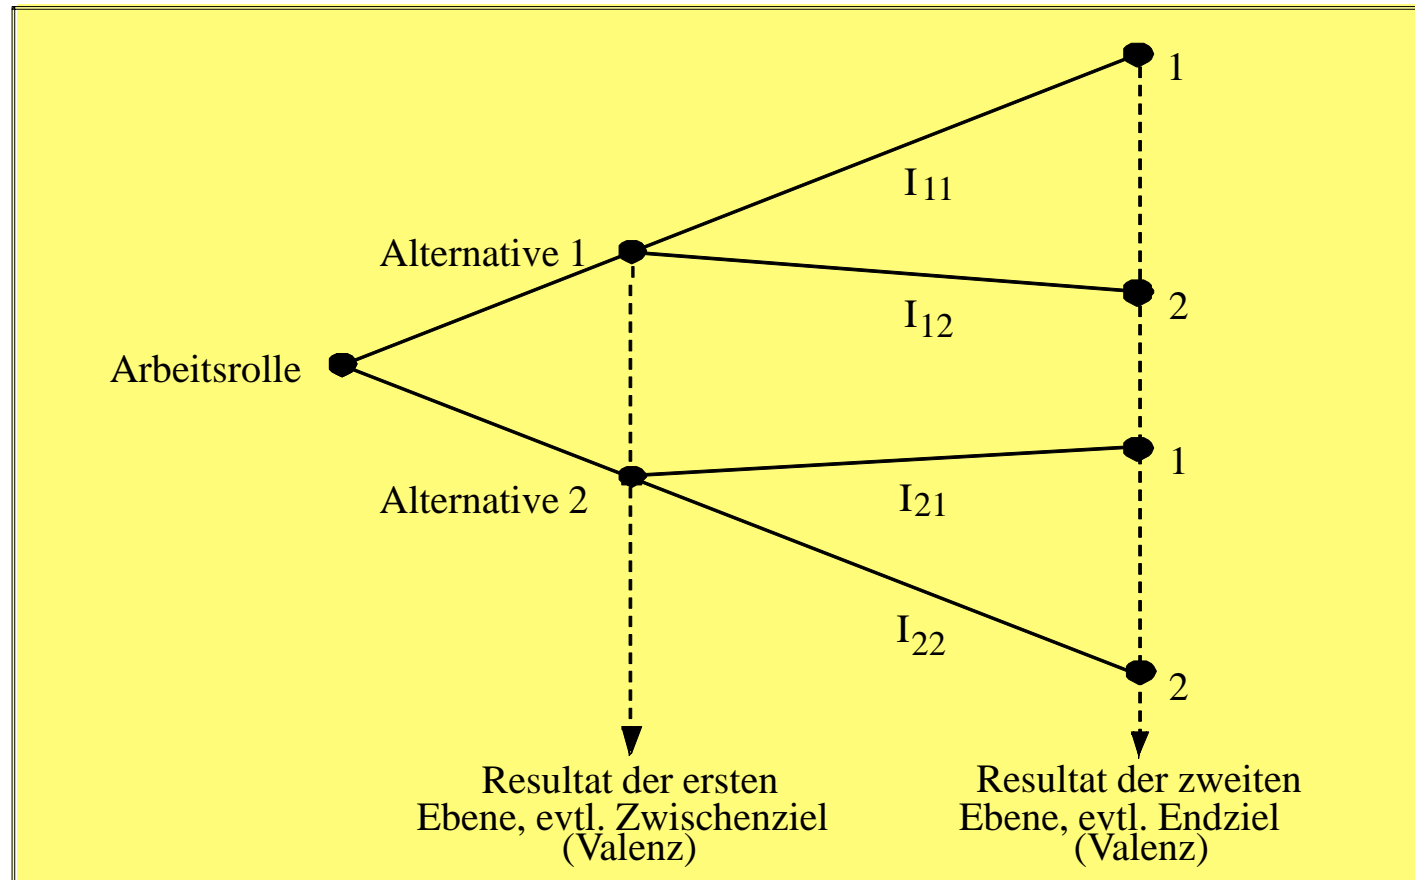 1
I11
Alternative 1
2
I12
Arbeitsrolle
1
Alternative 2
I21
I22
2
Resultat der ersten
Ebene, evtl. Zwischenziel
(Valenz)
Resultat der zweiten
Ebene, evtl. Endziel
(Valenz)